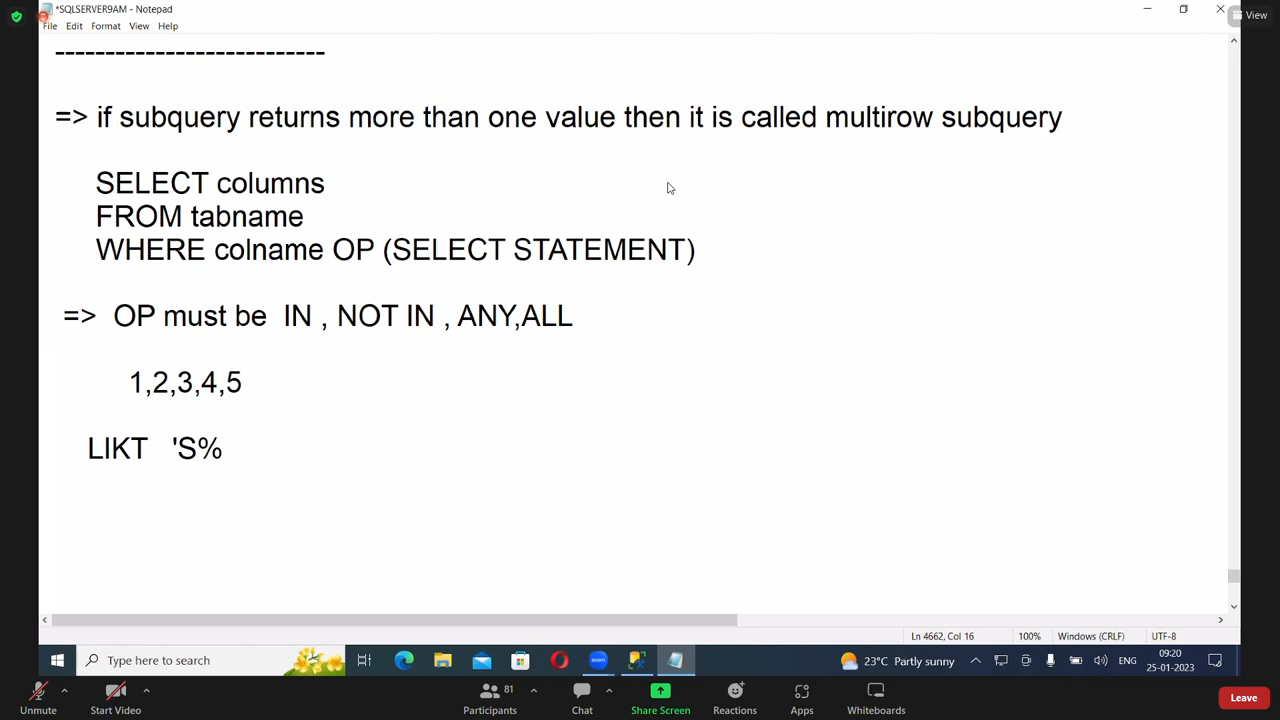 *SQLSERVER9AM - Notepad
View
File Edit Format View Help
--------------------------
=> if subquery returns more than one value then it is called multirow subquery
SELECT columns
FROM tabname
WHERE colname OP (SELECT STATEMENT)
=> OP must be IN , NOT IN , ANY,ALL
1,2,3,4,5
LIKT 'S%
Ln 4662, Col 16 100% Windows (CRLF) UTF-8
Type here to search 23°C Partly sunny ENG 09:20
25-01-2023
81
Unmute Start Video Participants Chat Share Screen Reactions Apps Whiteboards Leave